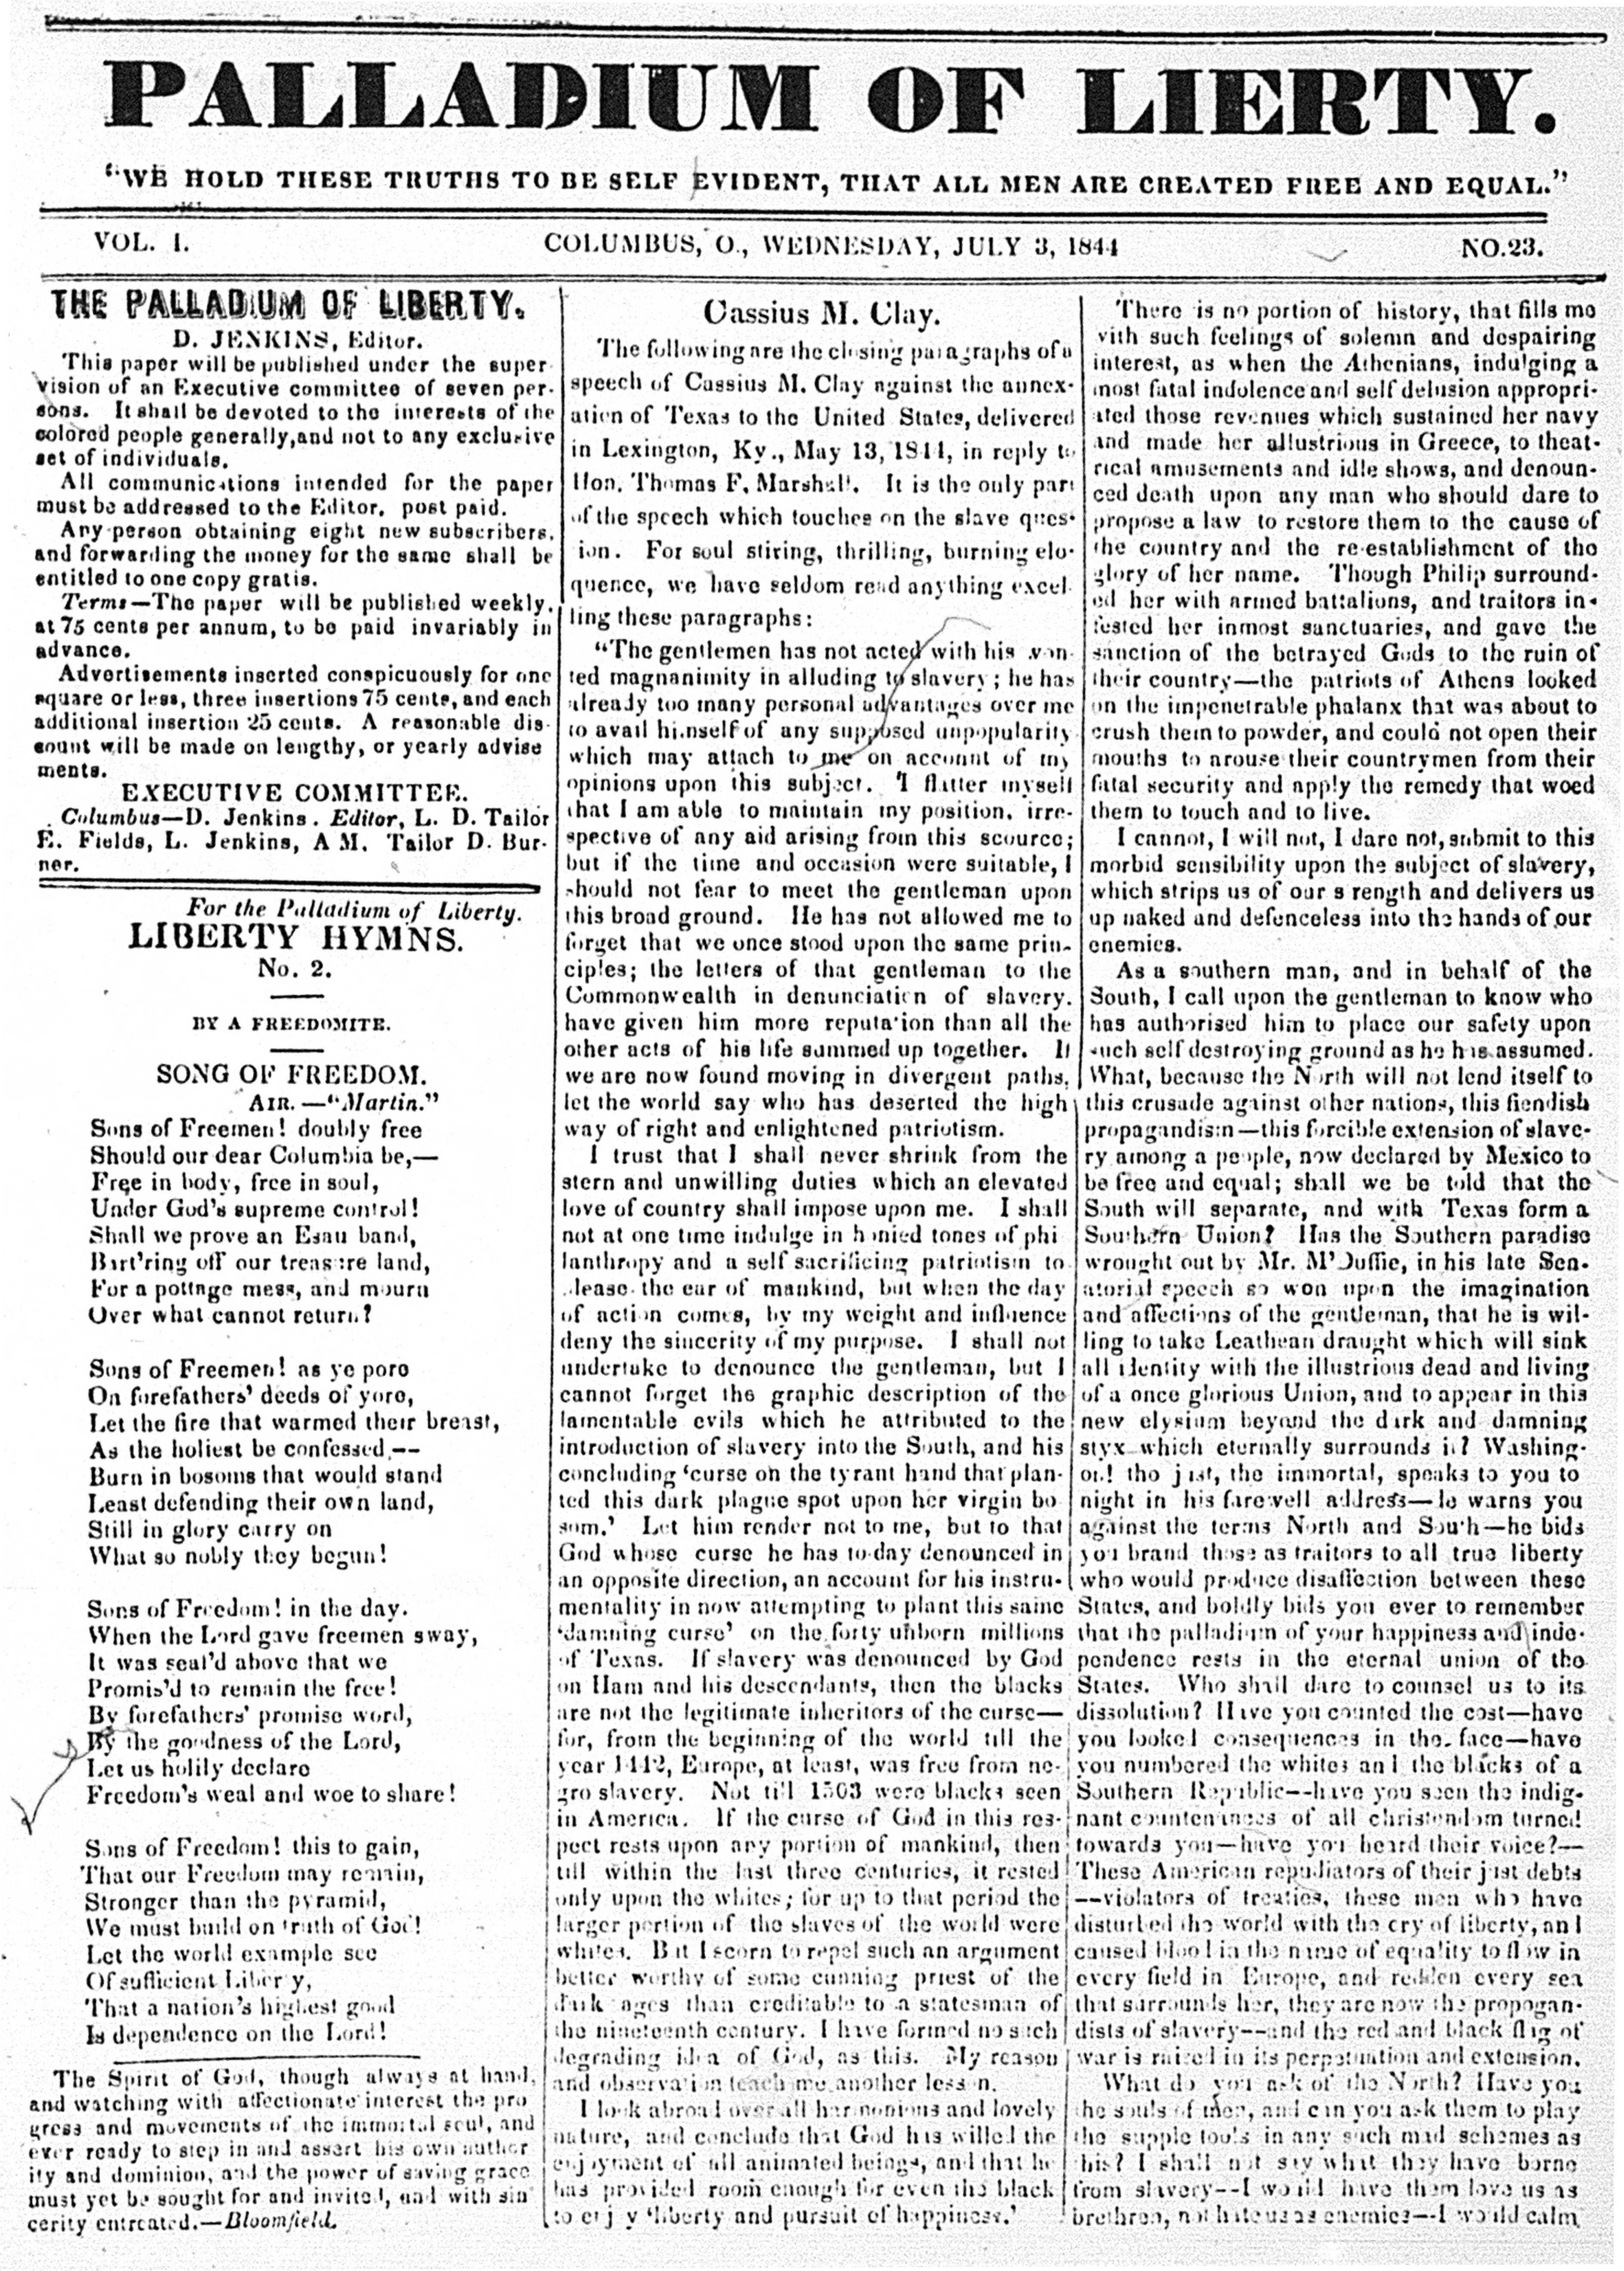 PALLADIUM OF LIERTY.
"WE HOLD THESE TRUTHS TO BE SELF EVIDENT, THAT ALL MEN ARE CREATED FREE AND EQUAL."
VOL. I.
COLUMBUS, O., WEDNESDAY, JULY 3, 1844
NO.23.
THE PALLADIUM OF LIBERTY.
D. JENKINS, Editor.
This paper will be published under the super
vision of an Executive committee of seven per-
sons. It shall be devoted to the interests of the
colored people generally,and not to any exclusive
set of individuals.
All communications intended for the paper
must be addressed to the Editor, post paid.
Any person obtaining eight new subscribers,
and forwarding the money for the same shall be
entitled to one copy gratis.
Terms—The paper will be published weekly,
at 75 cents per annum, to be paid invariably in
advance.
Advertisements inserted conspicuously for one
square or less, three insertions 75 cents, and each
additional insertion 25 cents. A reasonable dis
count will be made on lengthy, or yearly advise
ments.
EXECUTIVE COMMITTEE.
Columbus—D. Jenkins. Editor, L. D. Tailor
E. Fields, L. Jenkins, A M. Tailor D. Bur-
ner.
For the Palladium of Liberty.
LIBERTY HYMNS.
No. 2.
BY A FREEDOMITE.
SONG OF FREEDOM.
AIR.—"Martin."
Sons of Freemen! doubly free
Should our dear Columbia be,—
Free in body, free in soul,
Under God's supreme control!
Shall we prove an Esau band,
Bart'ring off our treasure land,
For a pottage mess, and mourn
Over what cannot return?
Sons of Freemen! as ye pore
On forefathers' deeds of yore,
Let the fire that warmed their breast,
As the holiest be confessed,--
Burn in bosoms that would stand
Least defending their own land,
Still in glory carry on
What so nobly they begun!
Sons of Freedom! in the day.
When the Lord gave freemen sway,
It was seal'd above that we
Promis'd to remain the free!
By forefathers' promise word,
By the goodness of the Lord,
Let us holily declare
Freedom's weal and woe to share!
Sons of Freedom! this to gain,
That our Freedom may remain,
Stronger than the pyramid,
We must build on truth of God!
Let the world example see
Of sufficient Liber y,
That a nation's highest good
Is dependence on the Lord!
The Spirit of God, though always at hand,
and watching with affectionate interest the pro
gress and movements of the immortal soul, and
ever ready to step in and assert his own author
ity and dominion, and the power of saving grace
must yet be sought for and invited, and with sin
cerity entreated.—Bloomfield.
Cassius M. Clay.
The following are the closing paragraphs of a
speech of Cassius M. Clay against the annex-
ation of Texas to the United States, delivered
in Lexington, Ky., May 13, 1844, in reply to
Hon. Thomas F. Marshall. It is the only part
of the speech which touches on the slave ques-
ion. For soul stiring, thrilling, burning elo-
quence, we have seldom read anything excel
ling these paragraphs:
"The gentlemen has not acted with his won-
ted magnanimity in alluding to slavery; he has
already too many personal advantages over me
to avail himself of any supposed unpopularity
which may attach to me on account of my
opinions upon this subject. I flatter myself
that I am able to maintain my position, irre-
spective of any aid arising from this scource;
but if the time and occasion were suitable, I
should not fear to meet the gentleman upon
this broad ground. He has not allowed me to
forget that we once stood upon the same prin-
ciples; the letters of that gentleman to the
Commonwealth in denunciation of slavery.
have given him more reputa'ion than all the
other acts of his life summed up together. If
we are now found moving in divergent paths,
let the world say who has deserted the high
way of right and enlightened patriotism.
I trust that I shall never shrink from the
stern and unwilling duties which an elevated
love of country shall impose upon me. I shall
not at one time indulge in honied tones of phi
lanthropy and a self sacrificing patriotism to
please the ear of mankind, but when the day
of action comes, by my weight and influence
deny the sincerity of my purpose. I shall not
undertake to denounce the gentleman, but I
cannot forget the graphic description of the
lamentable evils which he attributed to the
introduction of slavery into the South, and his
concluding 'curse on the tyrant hand that plan-
ted this dark plague spot upon her virgin bo
som.' Let him render not to me, but to that
God whose curse he has to-day denounced in
an opposite direction, an account for his instru-
mentality in now attempting to plant this same
'damning curse' on the forty unborn millions
of Texas. If slavery was denounced by God
on Ham and his descendants, then the blacks
are not the legitimate inheritors of the curse—
for, from the beginning of the world till the
year 1442, Europe, at least, was free from ne-
gro slavery. Not till 1503 were blacks seen
in America. If the curse of God in this res-
pect rests upon any portion of mankind, then
till within the last three centuries, it rested
only upon the whites; for up to that period the
larger portion of the slaves of the world were
whites. But I scorn to repel such an argument
better worthy of some cunning priest of the
dark ages than creditable to a statesman of
the nineteenth century. I have formed no such
degrading idea of God, as this. My reason
and observation teach me another lesson.
I look abroad over all harmonious and lovely
nature, and conclude that God has willed the
enjoyment of all animated beings, and that he
has provided room enough for even the black
to enj y 'liberty and pursuit of happiness.'
There is no portion of history, that fills me
with such feelings of solemn and despairing
interest, as when the Athenians, indulging a
most fatal indolence and self delusion appropri-
ated those revenues which sustained her navy
and made her allustrious in Greece, to theat-
rical amusements and idle shows, and denoun-
ced death upon any man who should dare to
propose a law to restore them to the cause of
the country and the re-establishment of the
glory of her name. Though Philip surround-
ed her with armed battalions, and traitors in-
fested her inmost sanctuaries, and gave the
sanction of the betrayed Gods to the ruin of
their country—the patriots of Athens looked
on the impenetrable phalanx that was about to
crush them to powder, and could not open their
mouths to arouse their countrymen from their
fatal security and apply the remedy that woed
them to touch and to live.
I cannot, I will not, I dare not, submit to this
morbid sensibility upon the subject of slavery,
which strips us of our s rength and delivers us
up naked and defenceless into the hands of our
enemies.
As a southern man, and in behalf of the
South, I call upon the gentleman to know who
has authorised him to place our safety upon
such self destroying ground as he has assumed.
What, because the North will not lend itself to
this crusade against other nations, this fiendish
propagandism—this forcible extension of slave-
ry among a people, now declared by Mexico to
be free and equal; shall we be told that the
South will separate, and with Texas form a
Southern Union? Has the Southern paradise
wrought out by Mr. M'Duffie, in his late Sen-
atorial speech so won upon the imagination
and affections of the gentleman, that he is wil-
ling to take Leathean draught which will sink
all identity with the illustrious dead and living
of a once glorious Union, and to appear in this
new elysium beyond the dark and damning
styx which eternally surrounds it? Washing-
on! the just, the immortal, speaks to you to
night in his farewell address—he warns you
against the terms North and South—he bids
you brand those as traitors to all true liberty
who would produce disaffection between these
States, and boldly bids you ever to remember
that the palladium of your happiness and inde-
pendence rests in the eternal union of the
States. Who shall dare to counsel us to its
dissolution? Have you counted the cost—have
you looked consequences in the face—have
you numbered the whites and the blacks of a
Southern Republic--have you seen the indig-
nant countenances of all christendom turned
towards you—have you heard their voice?—
These American repudiators of their just debts
--violators of treaties, these men who have
disturbed the world with the cry of liberty, and
caused blood in the name of equality to flow in
every field in Europe, and redden every sea
that surrounds her, they are now the propogan-
dists of slavery--and the red and black flag of
war is raised in its perpetuation and extension.
What do you ask of the North? Have you
the souls of men, and can you ask them to play
the supple tools in any such mad schemes as
this? I shall not say what they have borne
from slavery--I would have them love us as
brethren, not hate us as enemies--I would calm